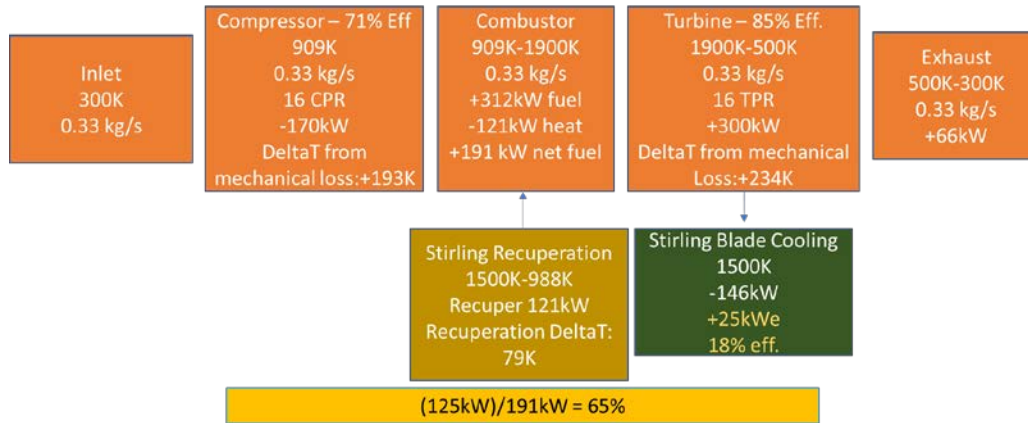 Inlet
300K
0.33 kg/s
Compressor – 71% Eff
909K
0.33 kg/s
16 CPR
-170kW
DeltaT from
mechanical loss:+193K
Combustor
909K-1900K
0.33 kg/s
+312kW fuel
-121kW heat
+191 kW net fuel
Turbine – 85% Eff.
1900K-500K
0.33 kg/s
16 TPR
+300kW
DeltaT from mechanical
Loss:+234K
Exhaust
500K-300K
0.33 kg/s
+66kW
Stirling Recuperation
1500K-988K
Recuper 121kW
Recuperation DeltaT:
79K
Stirling Blade Cooling
1500K
-146kW
+25kWe
18% eff.
(125kW)/191kW = 65%